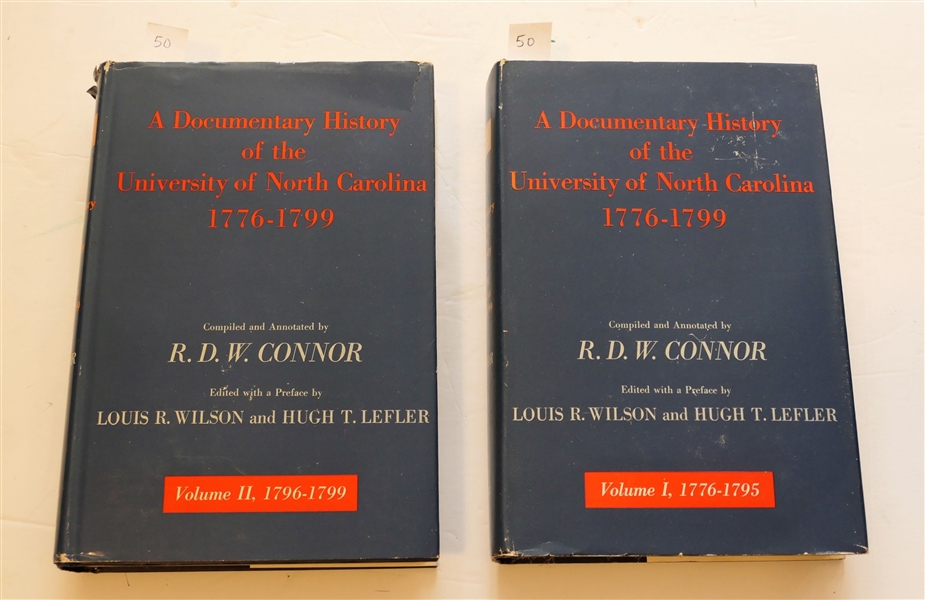 50
A Documentary History
of the
University of North Carolina
1776-1799
Compiled and Annotated by
R. D. W. CONNOR
Edited with a Preface by
LOUIS R. WILSON and HUGH T. LEFLER
Volume II, 1796-1799
50
A Documentary History
of the
University of North Carolina
1776-1799
Compiled and Annotated by
R. D. W. CONNOR
Edited with a Preface by
LOUIS R. WILSON and HUGH T. LEFLER
Volume I, 1776-1795